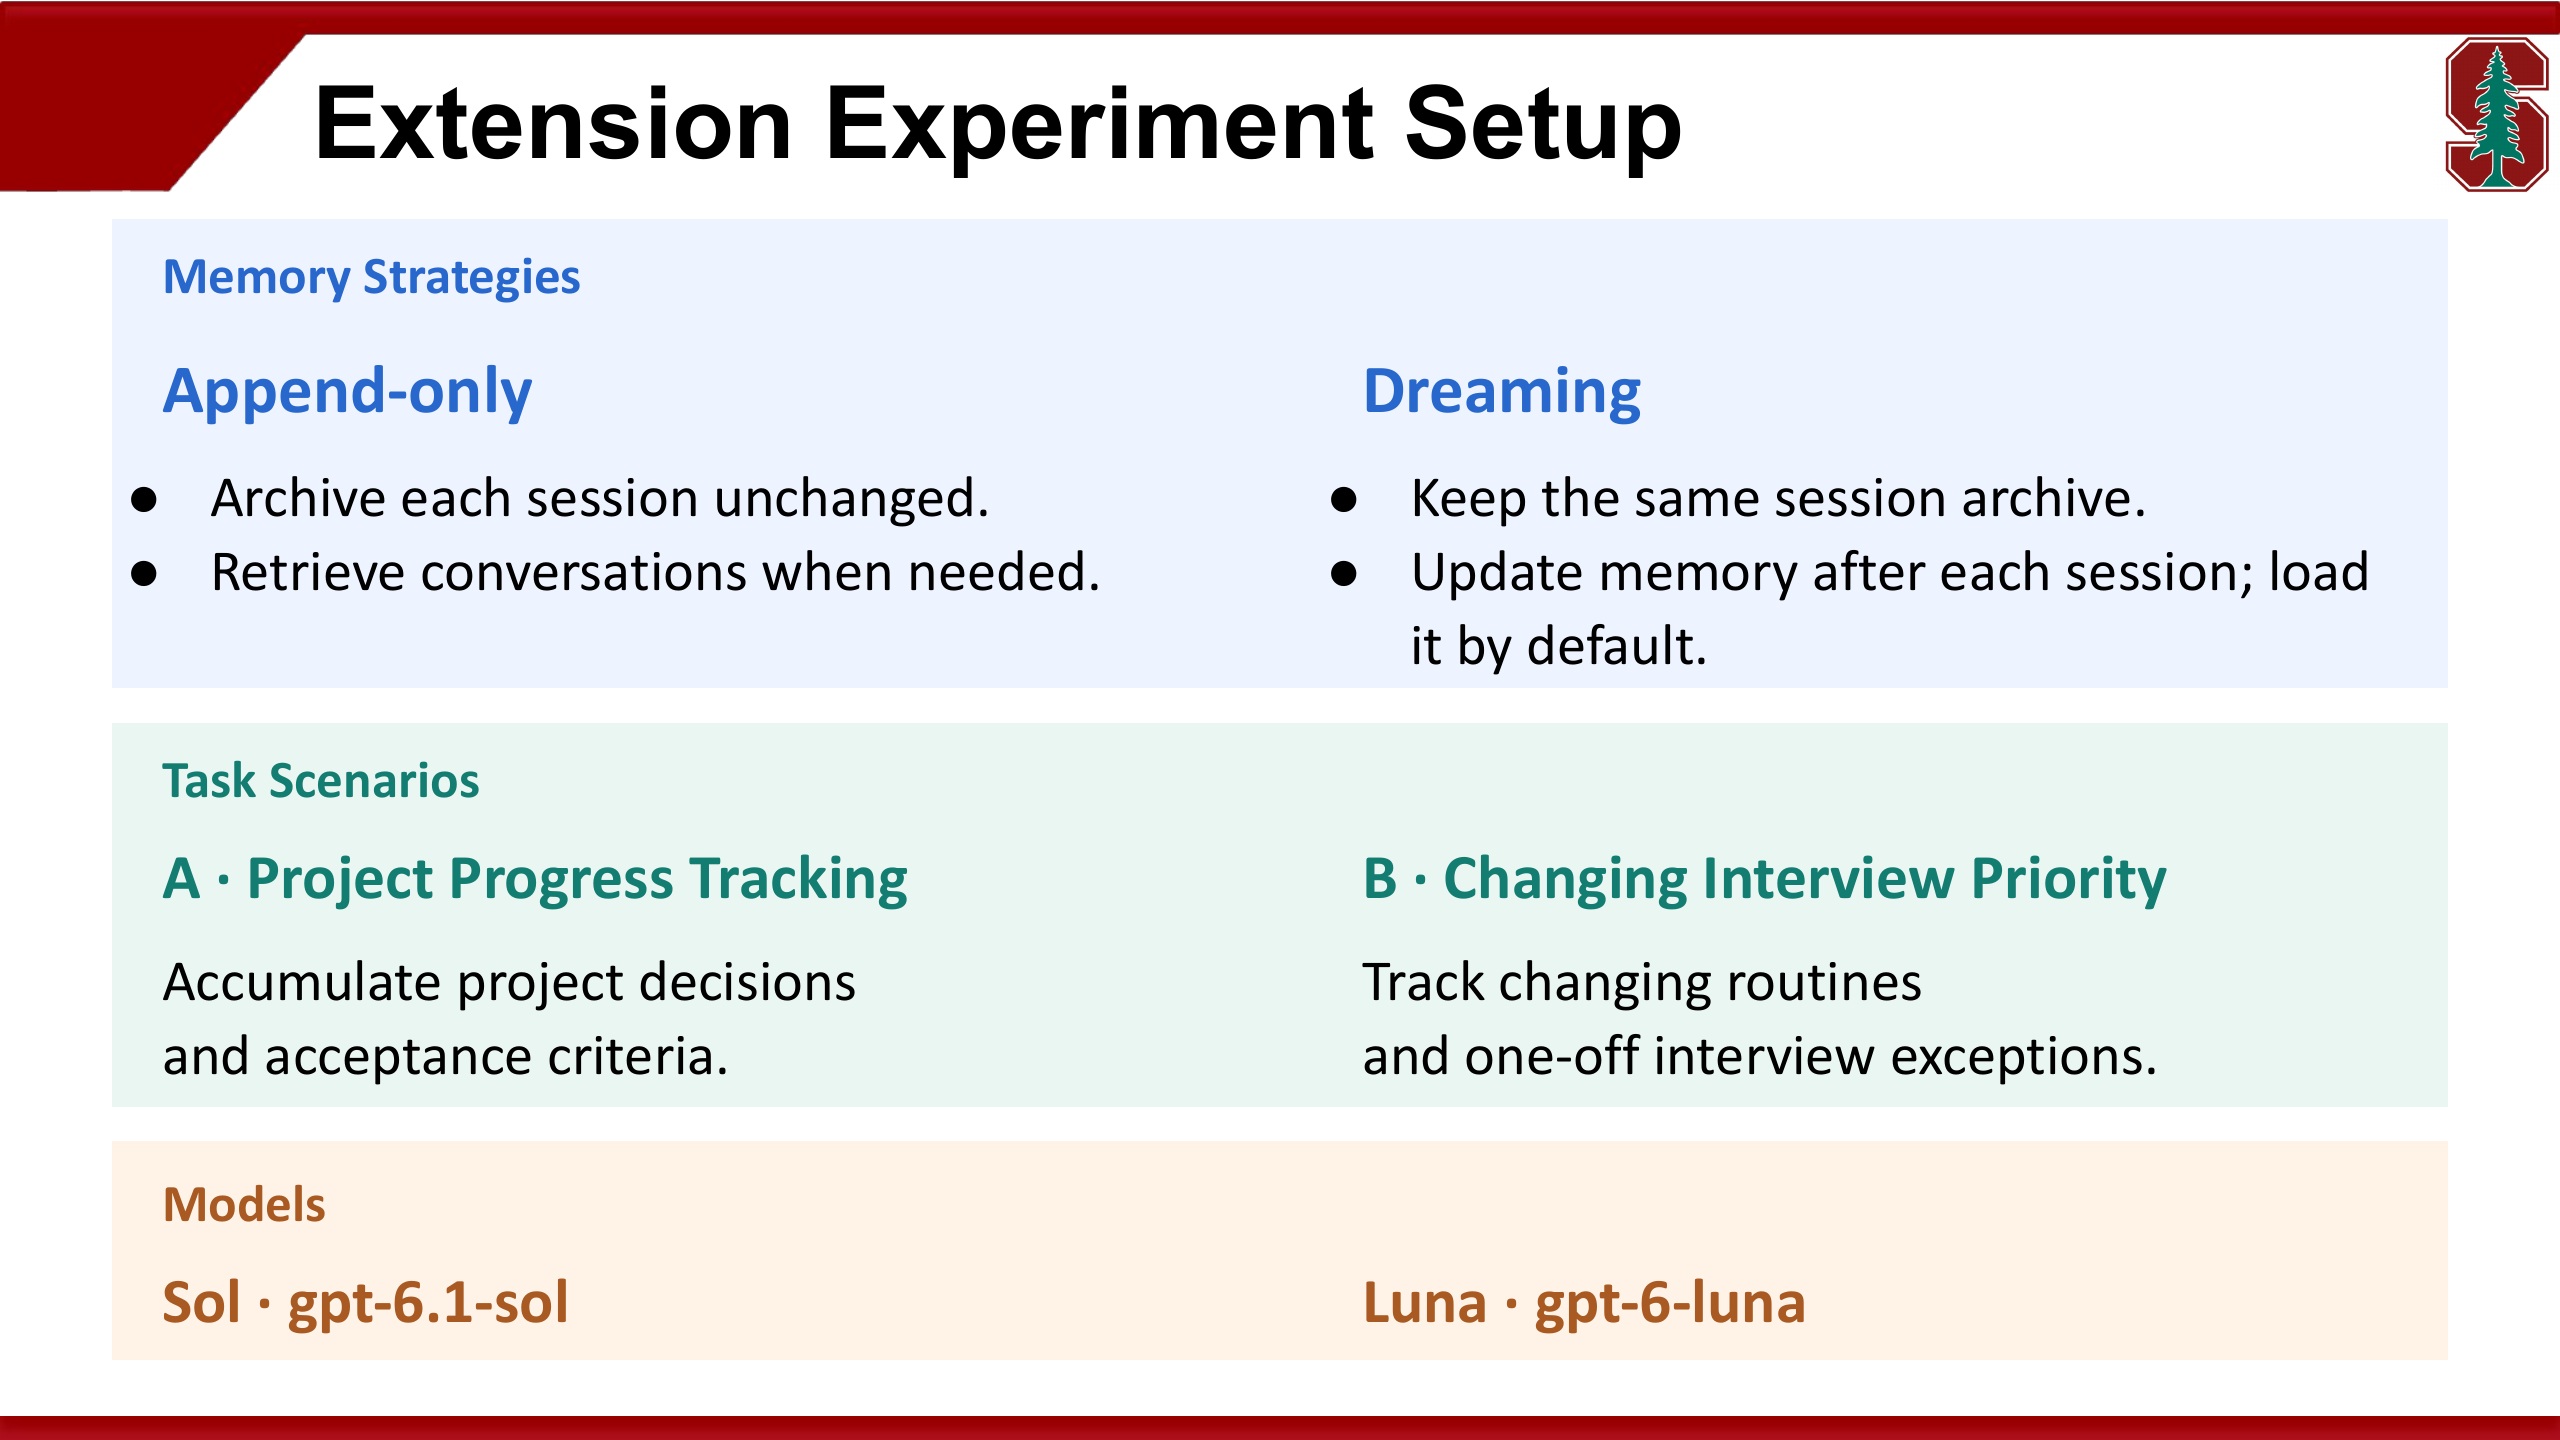 Extension Experiment Setup
Memory Strategies
Append-only
● Archive each session unchanged.
● Retrieve conversations when needed.
Dreaming
● Keep the same session archive.
● Update memory after each session; load
it by default.
Task Scenarios
A · Project Progress Tracking
Accumulate project decisions
and acceptance criteria.
B · Changing Interview Priority
Track changing routines
and one-off interview exceptions.
Models
Sol · gpt-6.1-sol
Luna · gpt-6-luna